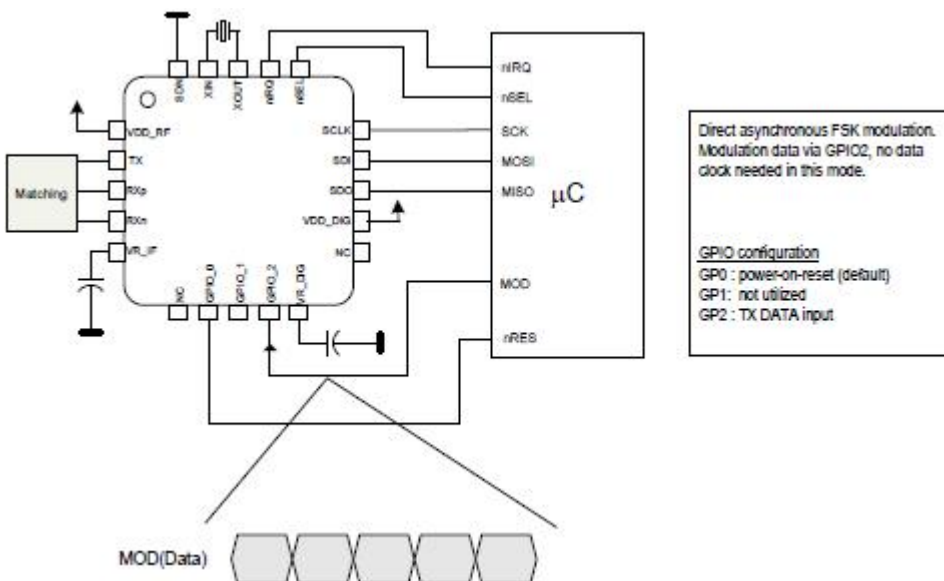 SDN
XIN
XOUT
nIRQ
nSEL
VDD_RF
TX
RXp
RXn
VR_IF
Matching
SCLK
SDI
SDO
VDD_DIG
NC
NC
GPIO_0
GPIO_1
GPIO_2
VR_DIG
nIRQ
nSEL
SCK
MOSI
MISO
µC
MOD
nRES
Direct asynchronous FSK modulation.
Modulation data via GPIO2, no data
clock needed in this mode.
GPIO configuration
GP0 : power-on-reset (default)
GP1: not utilized
GP2 : TX DATA input
MOD(Data)